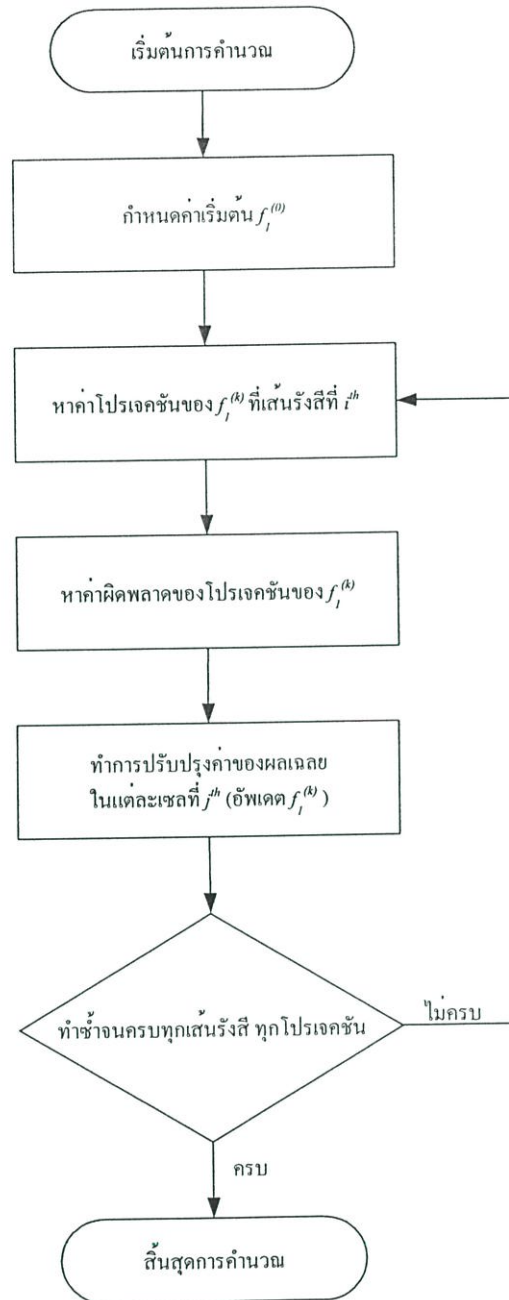 เริ่มต้นการคำนวณ
กำหนดค่าเริ่มต้น f_j^{(0)}
หาค่าโปรเจคชันของ f_j^{(k)} ที่เส้นรังสีที่ i^{th}
หาค่าผิดพลาดของโปรเจคชันของ f_j^{(k)}
ทำการปรับปรุงค่าของผลเฉลย
ในแต่ละเซลที่ j^{th} (อัพเดต f_j^{(k)} )
ทำซ้ำจนครบทุกเส้นรังสี ทุกโปรเจคชัน
ไม่ครบ
ครบ
สิ้นสุดการคำนวณ